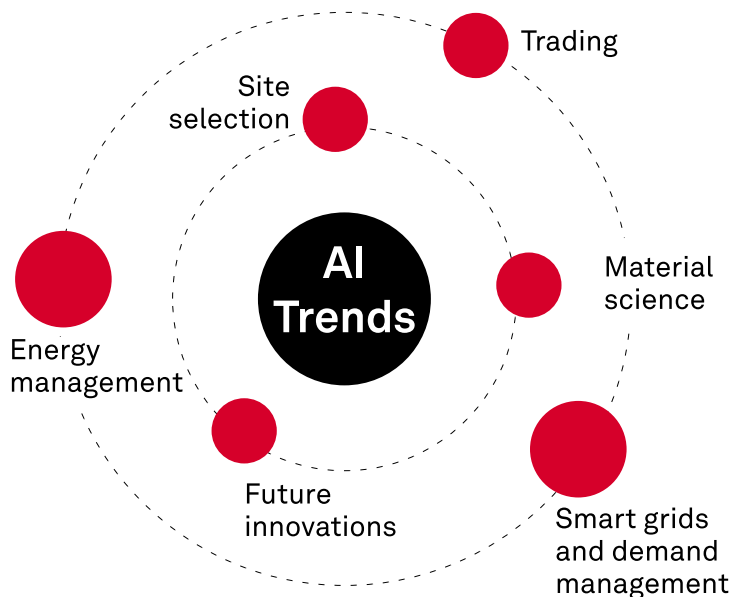 Trading
Site
selection
AI
Trends
Material
science
Energy
management
Future
innovations
Smart grids
and demand
management